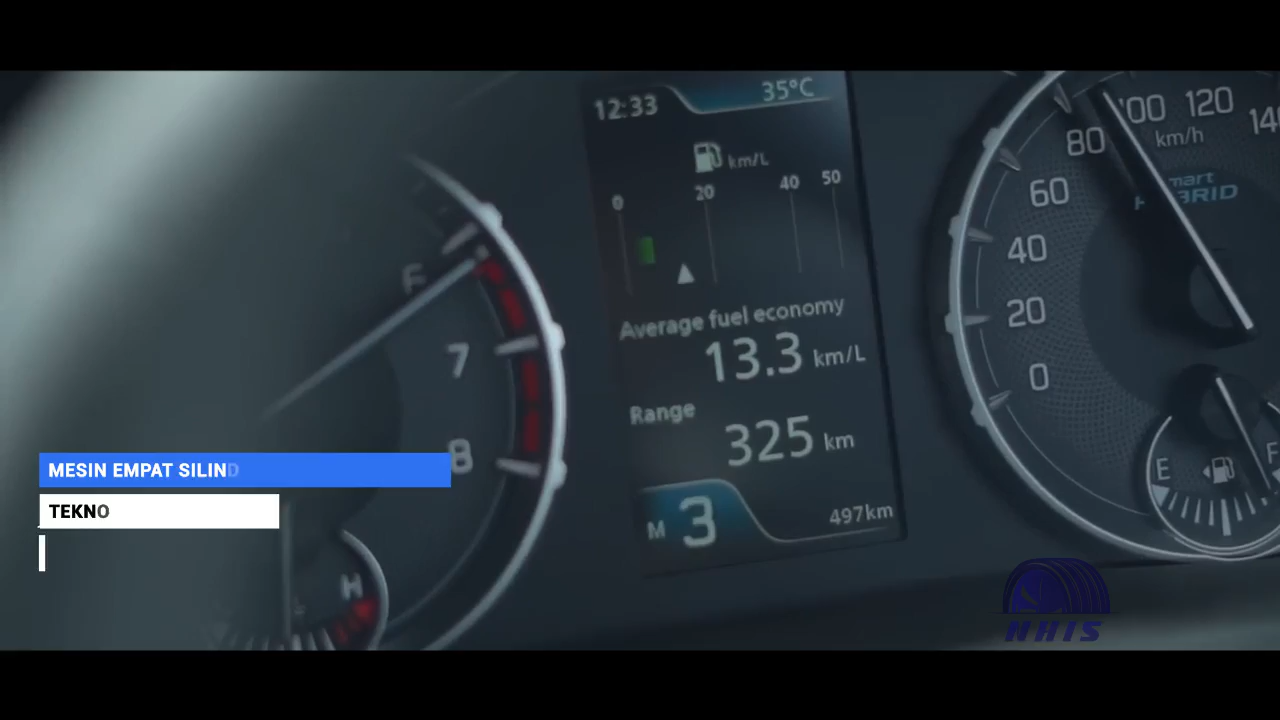 12:33 35°C
km/L
0 20 40 50
Average fuel economy
13.3 km/L
Range
325 km
M 3 497km
7
8
H
100 120
80 km/h
60
40
20
0
E F
MESIN EMPAT SILIND
TEKNO
NHIS